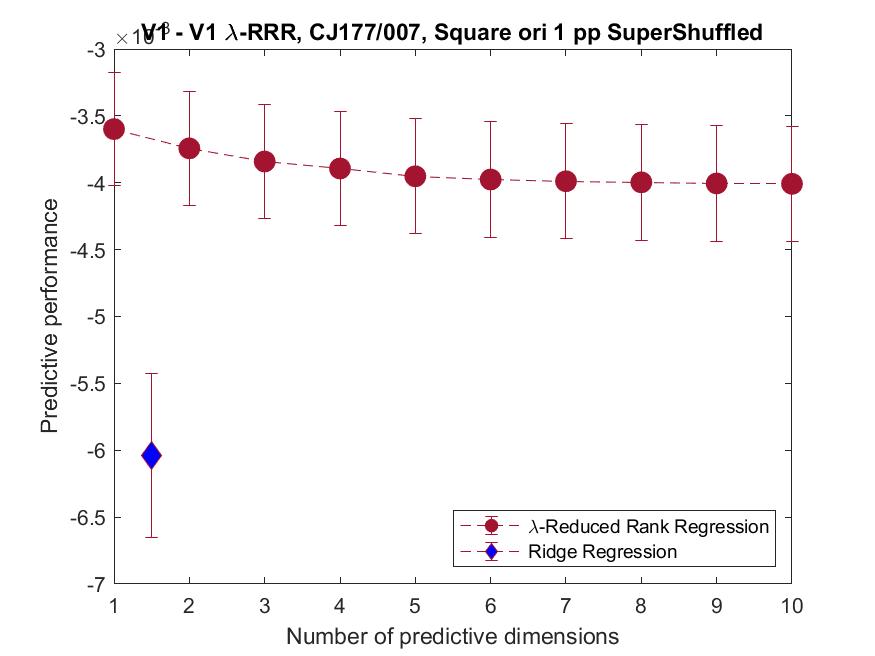 V1 - V1 λ-RRR, CJ177/007, Square ori 1 pp SuperShuffled
×10⁻³
-3
-3.5
-4
-4.5
-5
-5.5
-6
-6.5
-7
Predictive performance
λ-Reduced Rank Regression
Ridge Regression
1 2 3 4 5 6 7 8 9 10
Number of predictive dimensions